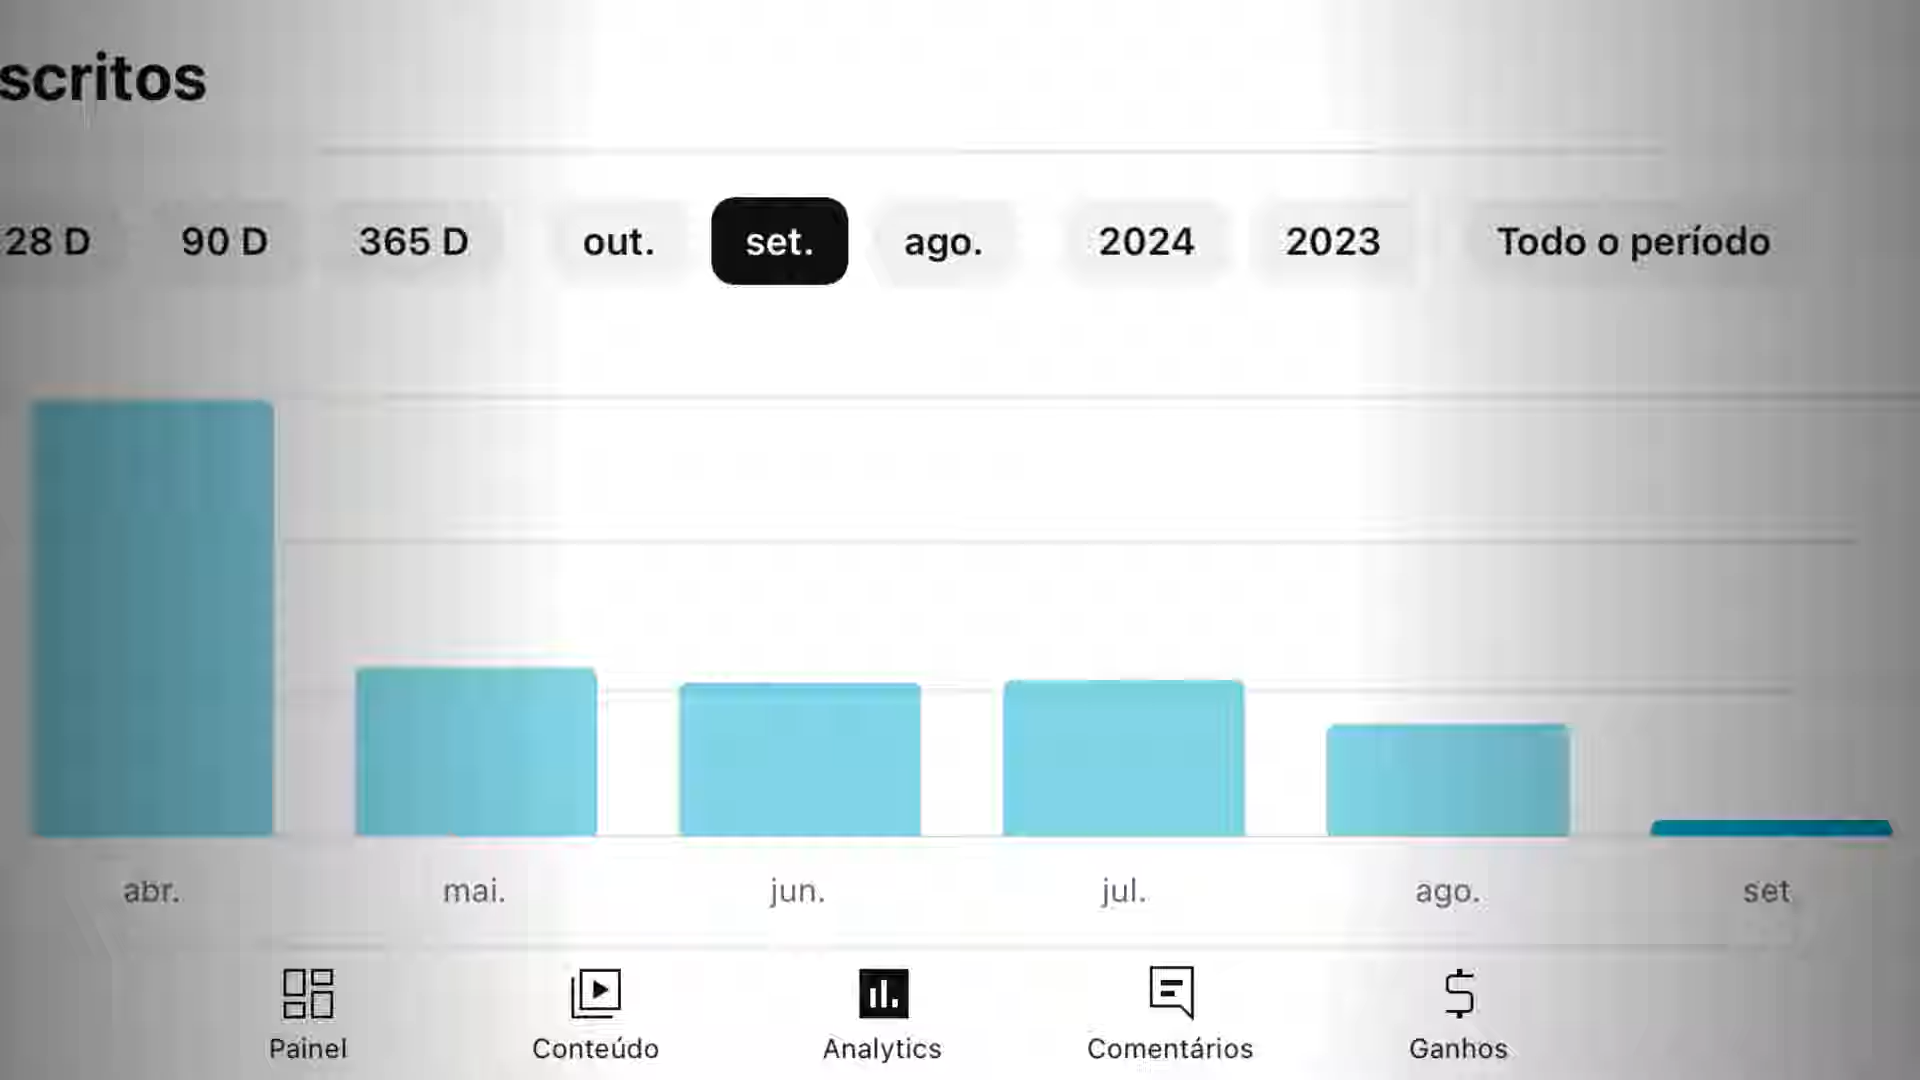 scritos
28 D 90 D 365 D out. set. ago. 2024 2023 Todo o período
abr. mai. jun. jul. ago. set
Painel Conteúdo Analytics Comentários Ganhos